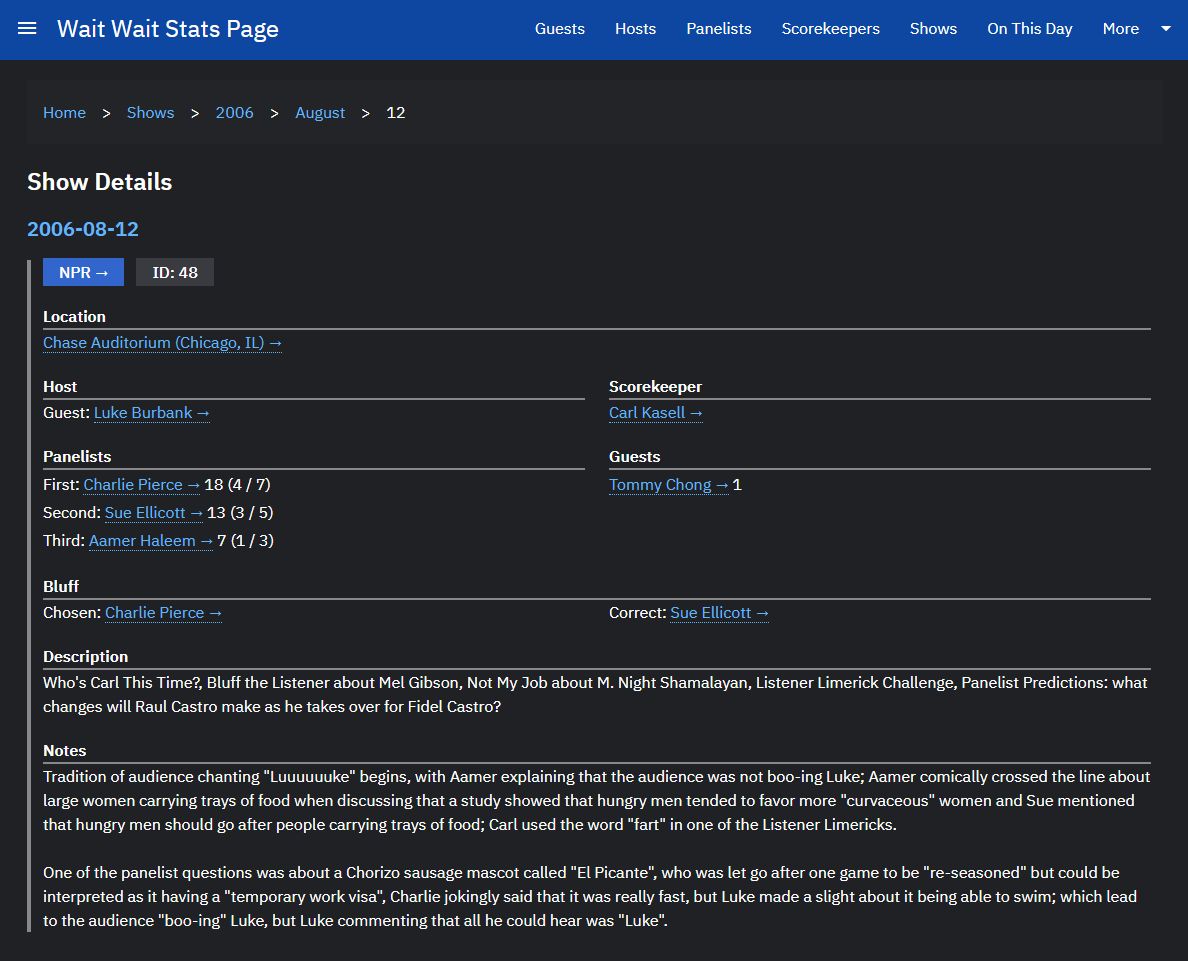 Wait Wait Stats Page
Guests Hosts Panelists Scorekeepers Shows On This Day More
Home > Shows > 2006 > August > 12
Show Details
2006-08-12
NPR → ID: 48
Location
Chase Auditorium (Chicago, IL) →
Host
Guest: Luke Burbank →
Scorekeeper
Carl Kasell →
Panelists
First: Charlie Pierce → 18 (4 / 7)
Second: Sue Ellicott → 13 (3 / 5)
Third: Aamer Haleem → 7 (1 / 3)
Guests
Tommy Chong → 1
Bluff
Chosen: Charlie Pierce →
Correct: Sue Ellicott →
Description
Who's Carl This Time?, Bluff the Listener about Mel Gibson, Not My Job about M. Night Shamalayan, Listener Limerick Challenge, Panelist Predictions: what
changes will Raul Castro make as he takes over for Fidel Castro?
Notes
Tradition of audience chanting "Luuuuuuke" begins, with Aamer explaining that the audience was not boo-ing Luke; Aamer comically crossed the line about
large women carrying trays of food when discussing that a study showed that hungry men tended to favor more "curvaceous" women and Sue mentioned
that hungry men should go after people carrying trays of food; Carl used the word "fart" in one of the Listener Limericks.
One of the panelist questions was about a Chorizo sausage mascot called "El Picante", who was let go after one game to be "re-seasoned" but could be
interpreted as it having a "temporary work visa", Charlie jokingly said that it was really fast, but Luke made a slight about it being able to swim; which lead
to the audience "boo-ing" Luke, but Luke commenting that all he could hear was "Luke".